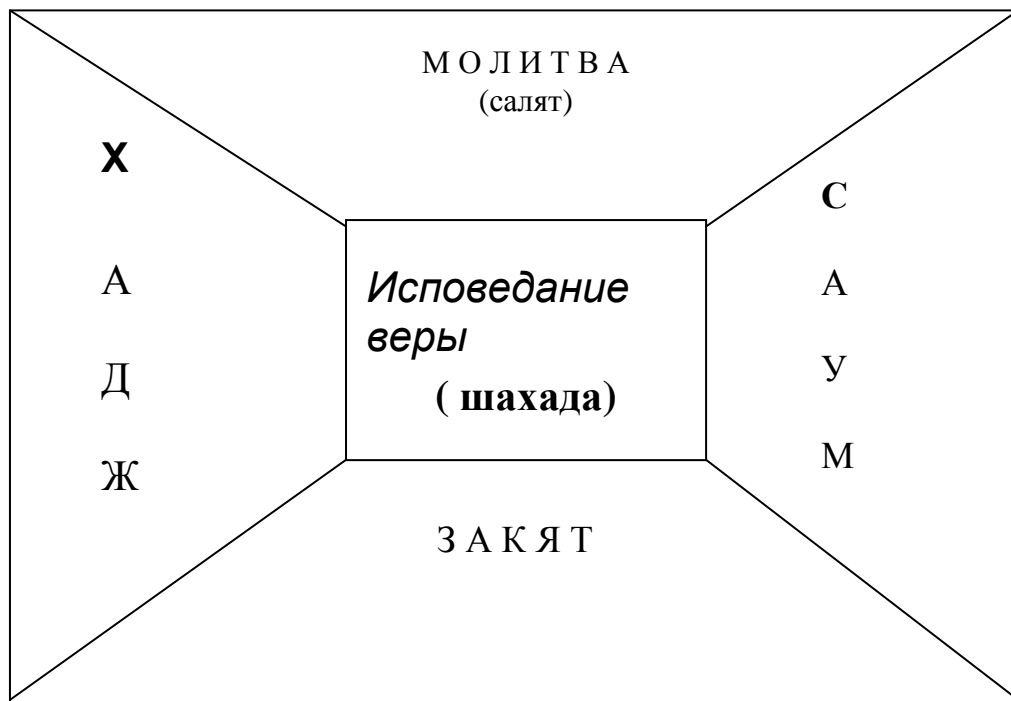 М О Л И Т В А
(салят)
Х
А
Д
Ж
Исповедание
веры
( шахада)
С
А
У
М
З А К Я Т